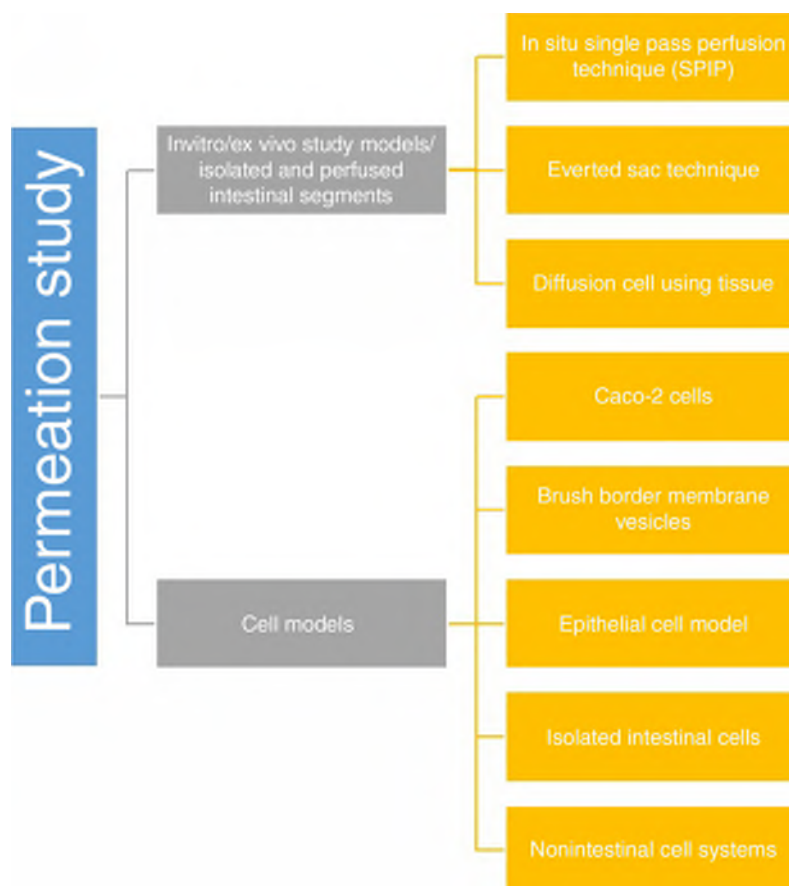 Permeation study
Invitro/ex vivo study models/
isolated and perfused
intestinal segments
In situ single pass perfusion
technique (SPIP)
Everted sac technique
Diffusion cell using tissue
Cell models
Caco-2 cells
Brush border membrane
vesicles
Epithelial cell model
Isolated intestinal cells
Nonintestinal cell systems